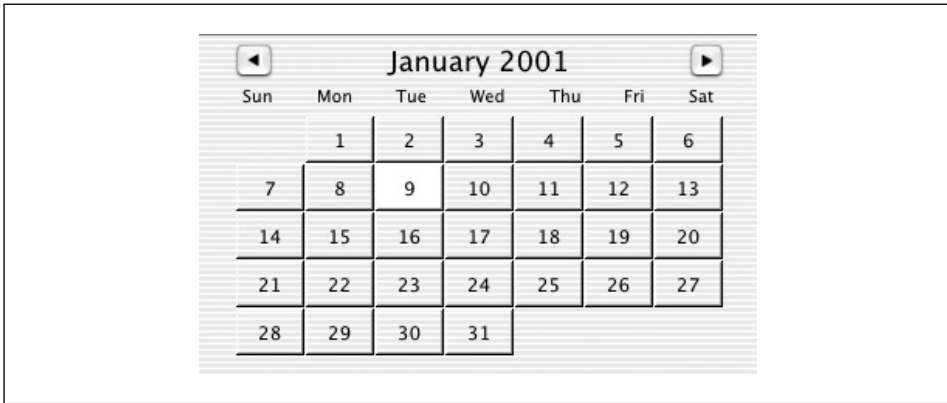 January 2001
Sun Mon Tue Wed Thu Fri Sat
1 2 3 4 5 6
7 8 9 10 11 12 13
14 15 16 17 18 19 20
21 22 23 24 25 26 27
28 29 30 31